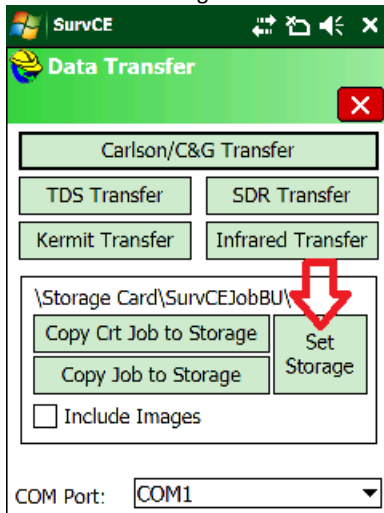 SurvCE
Data Transfer
Carlson/C&G Transfer
TDS Transfer SDR Transfer
Kermit Transfer Infrared Transfer
\Storage Card\SurvCEJobBU\
Copy Crt Job to Storage
Set Storage
Copy Job to Storage
Include Images
COM Port: COM1